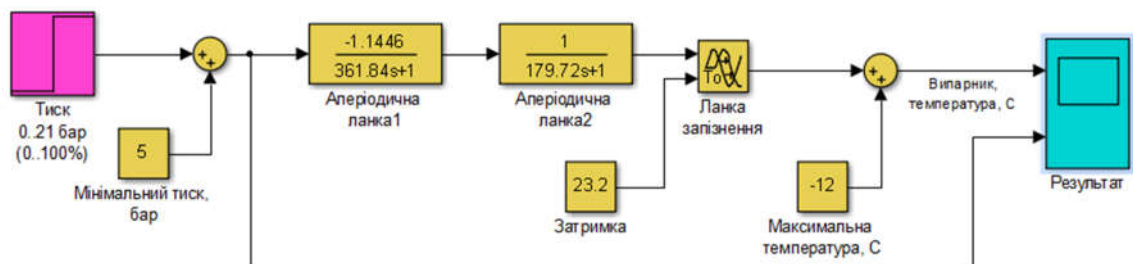 Тиск
0..21 бар
(0..100%)
5
Мінімальний тиск,
бар
-1.1446
361.84s+1
Аперіодична
ланка1
1
179.72s+1
Аперіодична
ланка2
To
Ланка
запізнення
23.2
Затримка
-12
Максимальна
температура, С
Випарник,
температура, С
Результат